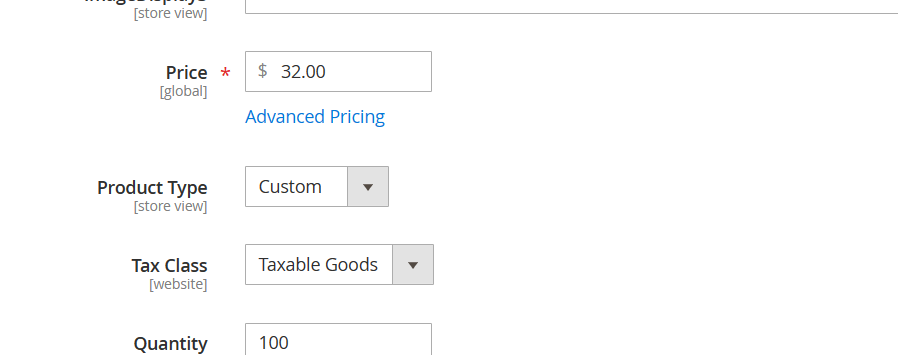 [store view]
Price *
$ 32.00
[global]
Advanced Pricing
Product Type
Custom
[store view]
Tax Class
Taxable Goods
[website]
Quantity
100